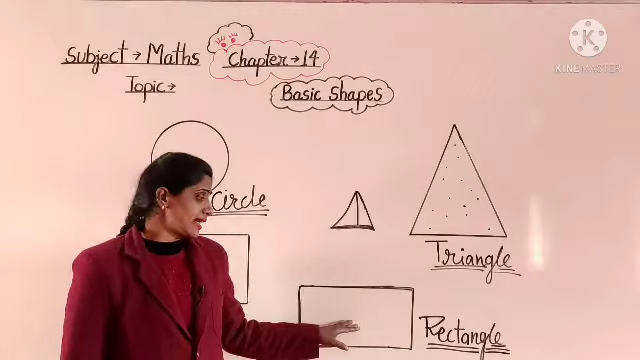 Subject → Maths
Chapter → 14
Topic →
Basic Shapes
Circle
Triangle
Rectangle
K
KINEMASTER